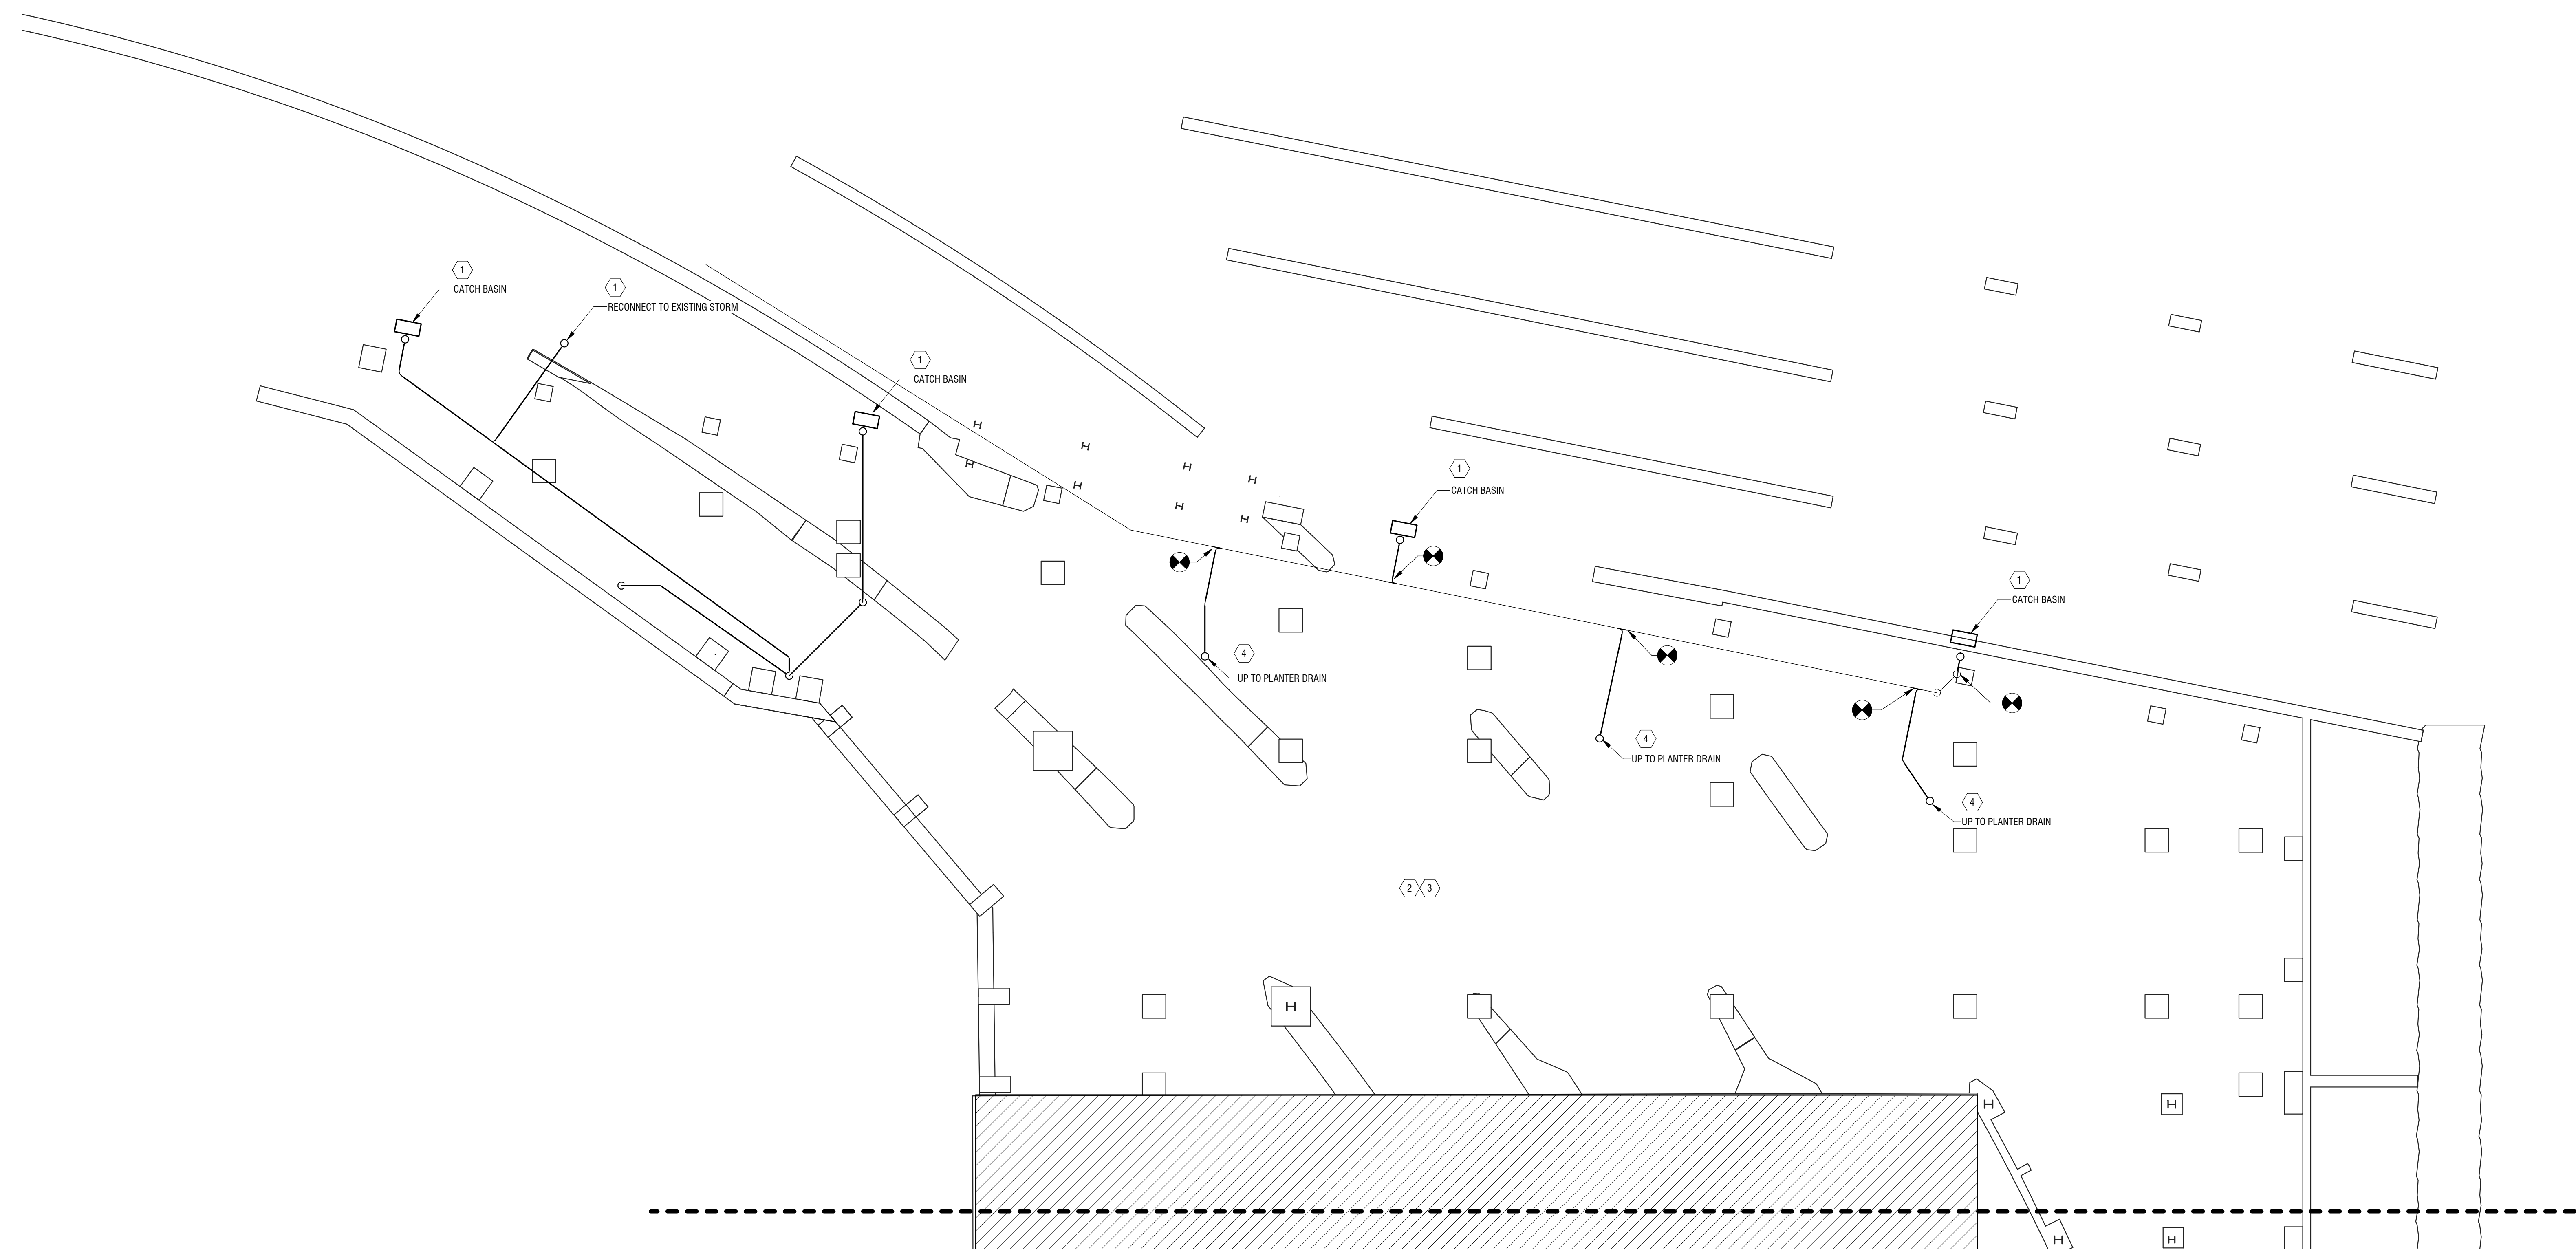 1
CATCH BASIN
1
RECONNECT TO EXISTING STORM
1
CATCH BASIN
1
CATCH BASIN
1
CATCH BASIN
4
UP TO PLANTER DRAIN
4
UP TO PLANTER DRAIN
4
UP TO PLANTER DRAIN
2 3